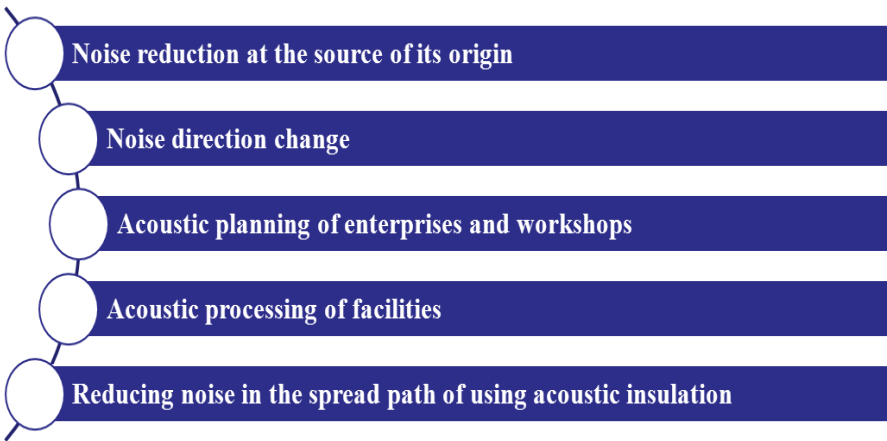 Noise reduction at the source of its origin
Noise direction change
Acoustic planning of enterprises and workshops
Acoustic processing of facilities
Reducing noise in the spread path of using acoustic insulation